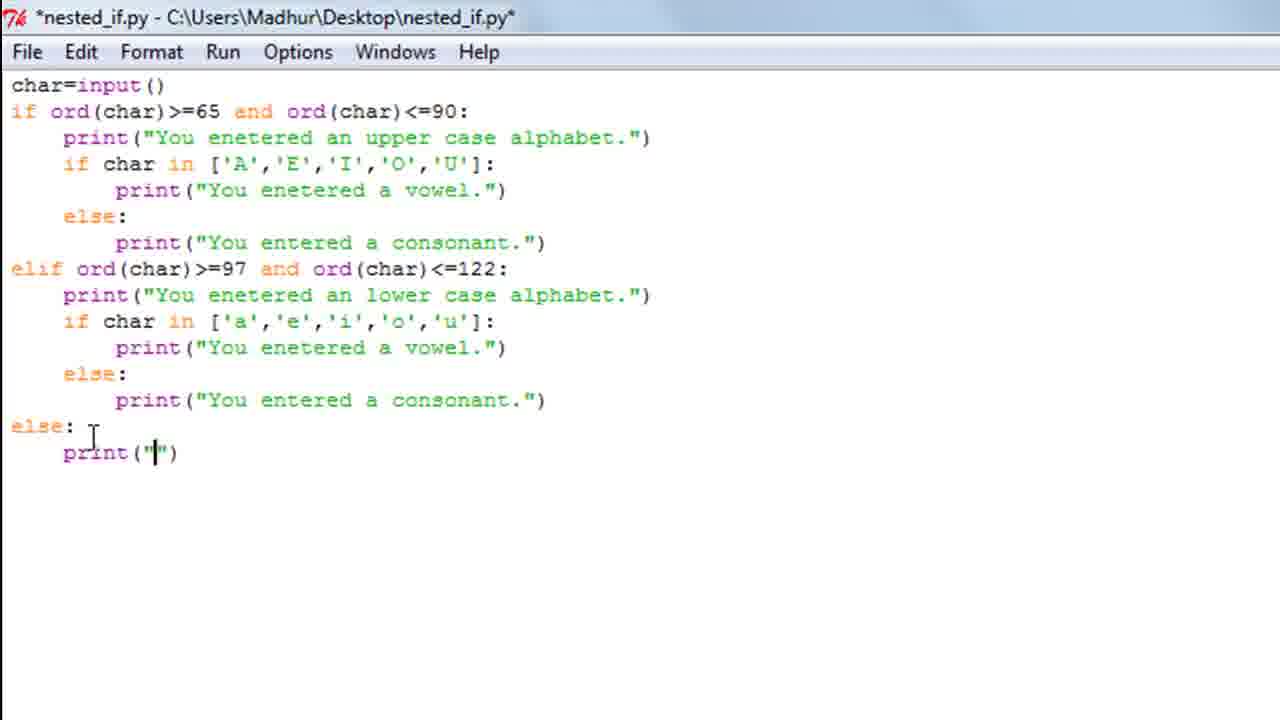 *nested_if.py - C:\Users\Madhur\Desktop\nested_if.py*
File Edit Format Run Options Windows Help
char=input()
if ord(char)>=65 and ord(char)<=90:
    print("You enetered an upper case alphabet.")
    if char in ['A','E','I','O','U']:
        print("You enetered a vowel.")
    else:
        print("You entered a consonant.")
elif ord(char)>=97 and ord(char)<=122:
    print("You enetered an lower case alphabet.")
    if char in ['a','e','i','o','u']:
        print("You enetered a vowel.")
    else:
        print("You entered a consonant.")
else:
    print("")